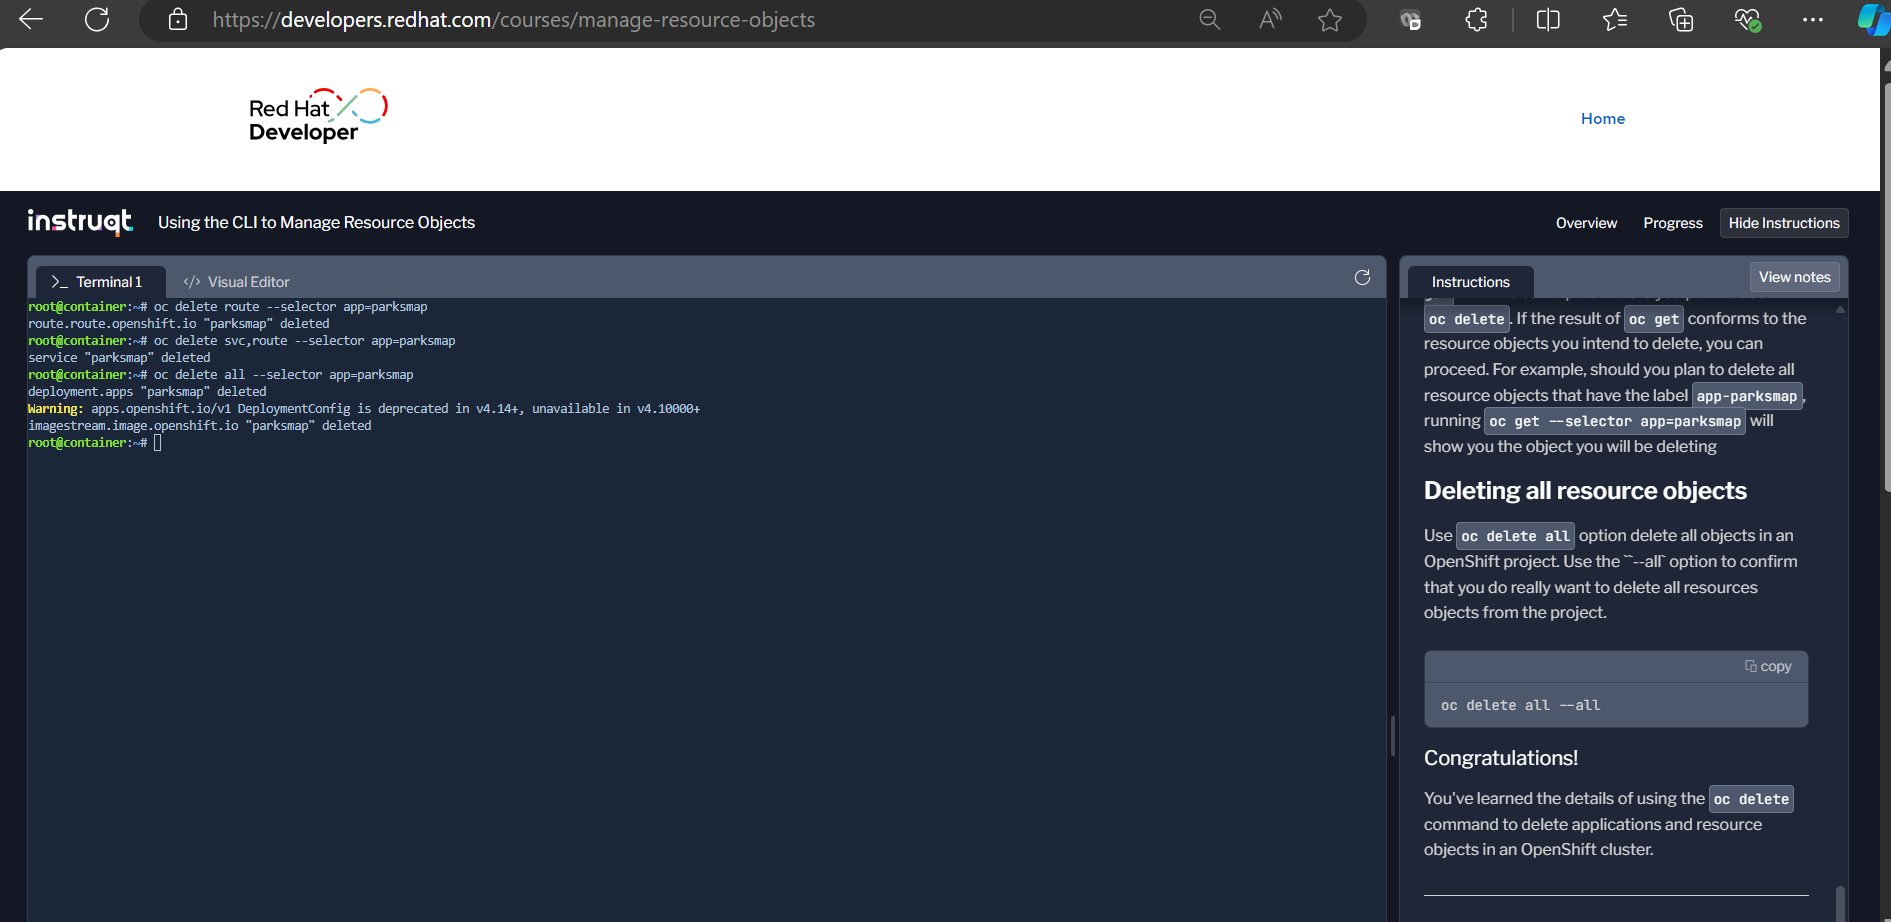 https://developers.redhat.com/courses/manage-resource-objects
Red Hat
Developer
Home
instruqt
Using the CLI to Manage Resource Objects
Overview
Progress
Hide Instructions
>_ Terminal 1
</> Visual Editor
root@container:~# oc delete route --selector app=parksmap
route.route.openshift.io "parksmap" deleted
root@container:~# oc delete svc,route --selector app=parksmap
service "parksmap" deleted
root@container:~# oc delete all --selector app=parksmap
deployment.apps "parksmap" deleted
Warning: apps.openshift.io/v1 DeploymentConfig is deprecated in v4.14+, unavailable in v4.10000+
imagestream.image.openshift.io "parksmap" deleted
root@container:~#
Instructions
View notes
oc delete. If the result of oc get conforms to the
resource objects you intend to delete, you can
proceed. For example, should you plan to delete all
resource objects that have the label app-parksmap,
running oc get --selector app=parksmap will
show you the object you will be deleting
Deleting all resource objects
Use oc delete all option delete all objects in an
OpenShift project. Use the ``--all` option to confirm
that you do really want to delete all resources
objects from the project.
copy
oc delete all --all
Congratulations!
You've learned the details of using the oc delete
command to delete applications and resource
objects in an OpenShift cluster.